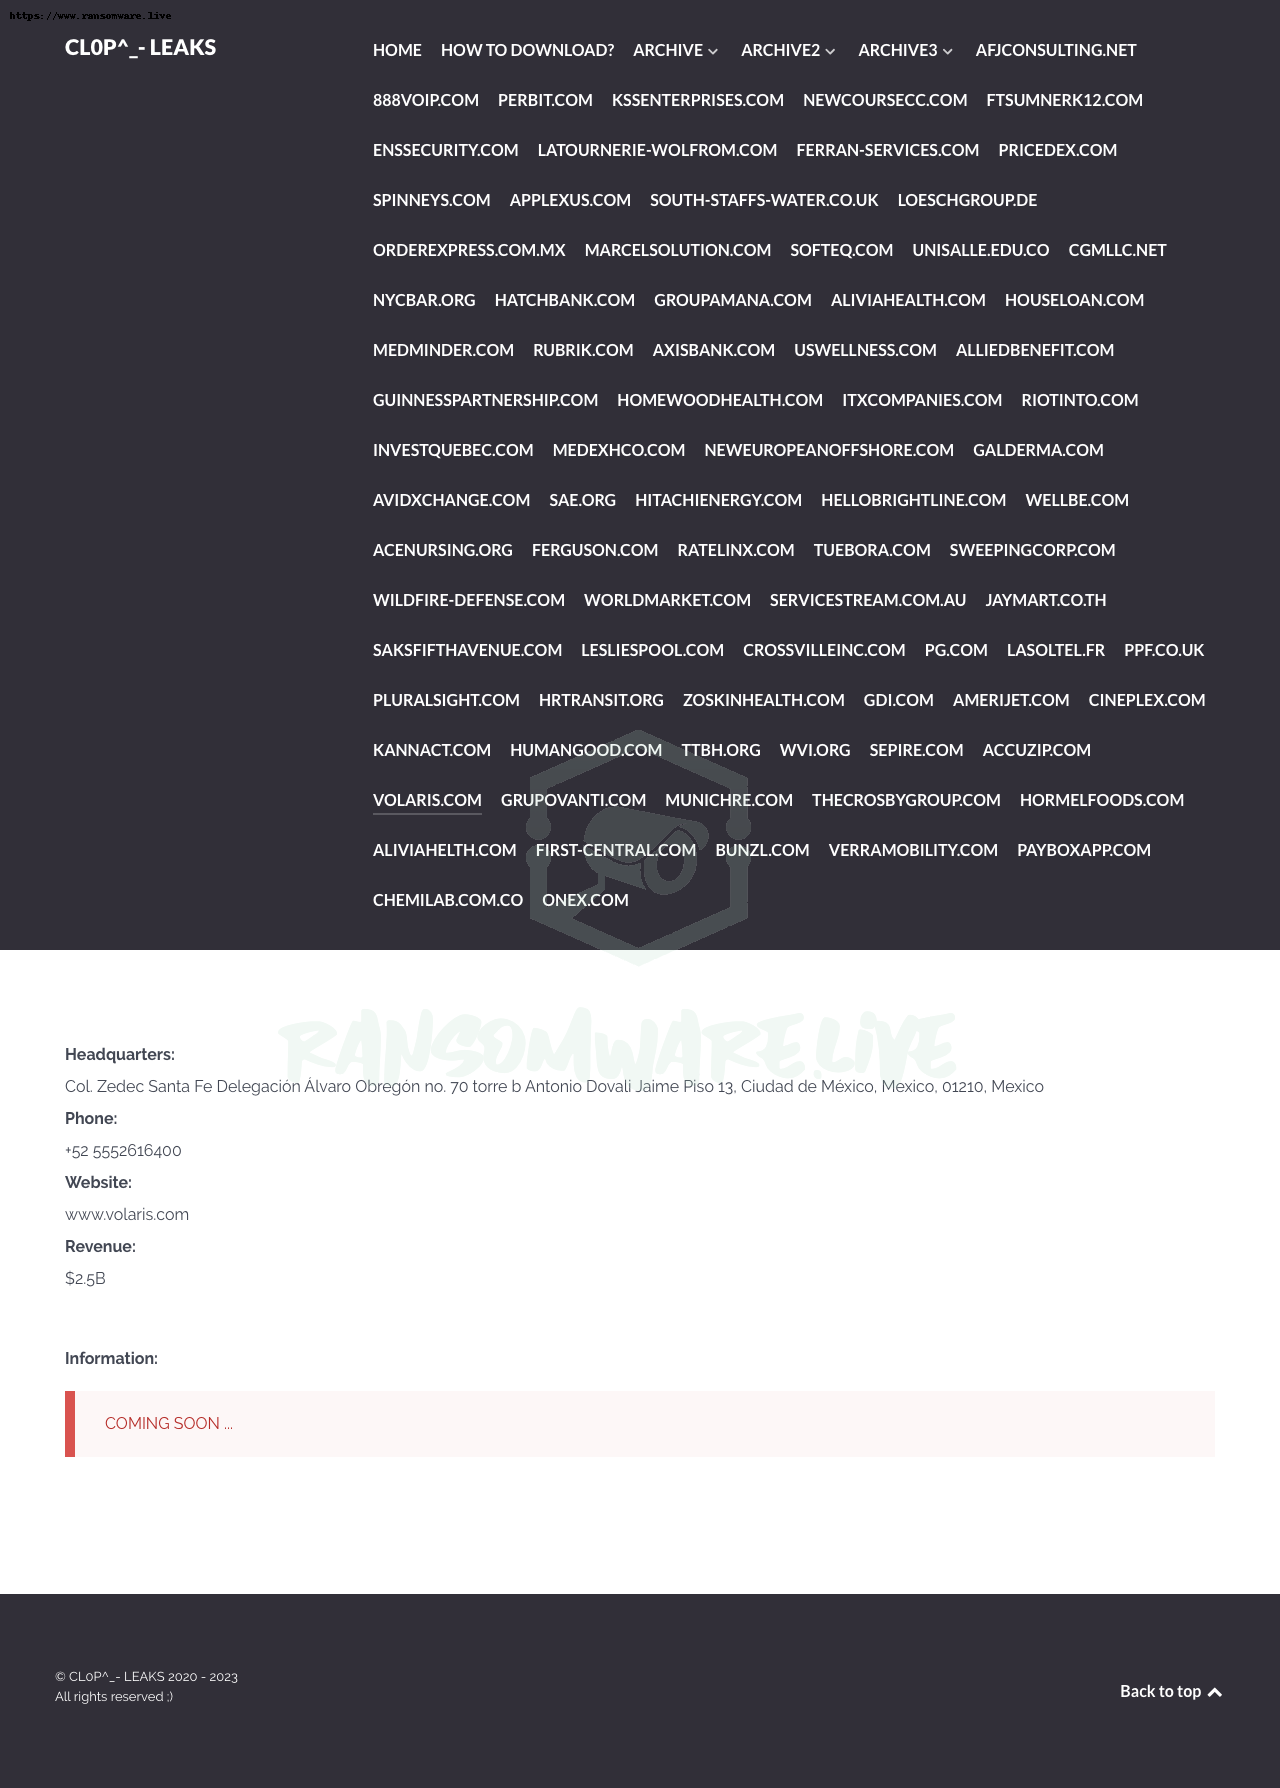 https://www.ransomware.live
CL0P^_- LEAKS
HOME HOW TO DOWNLOAD? ARCHIVE ARCHIVE2 ARCHIVE3 AFJCONSULTING.NET
888VOIP.COM PERBIT.COM KSSENTERPRISES.COM NEWCOURSECC.COM FTSUMNERK12.COM
ENSSECURITY.COM LATOURNERIE-WOLFROM.COM FERRAN-SERVICES.COM PRICEDEX.COM
SPINNEYS.COM APPLEXUS.COM SOUTH-STAFFS-WATER.CO.UK LOESCHGROUP.DE
ORDEREXPRESS.COM.MX MARCELSOLUTION.COM SOFTEQ.COM UNISALLE.EDU.CO CGMLLC.NET
NYCBAR.ORG HATCHBANK.COM GROUPAMANA.COM ALIVIAHEALTH.COM HOUSELOAN.COM
MEDMINDER.COM RUBRIK.COM AXISBANK.COM USWELLNESS.COM ALLIEDBENEFIT.COM
GUINNESSPARTNERSHIP.COM HOMEWOODHEALTH.COM ITXCOMPANIES.COM RIOTINTO.COM
INVESTQUEBEC.COM MEDEXHCO.COM NEWEUROPEANOFFSHORE.COM GALDERMA.COM
AVIDXCHANGE.COM SAE.ORG HITACHIENERGY.COM HELLOBRIGHTLINE.COM WELLBE.COM
ACENURSING.ORG FERGUSON.COM RATELINX.COM TUEBORA.COM SWEEPINGCORP.COM
WILDFIRE-DEFENSE.COM WORLDMARKET.COM SERVICESTREAM.COM.AU JAYMART.CO.TH
SAKSFIFTHAVENUE.COM LESLIESPOOL.COM CROSSVILLEINC.COM PG.COM LASOLTEL.FR PPF.CO.UK
PLURALSIGHT.COM HRTRANSIT.ORG ZOSKINHEALTH.COM GDI.COM AMERIJET.COM CINEPLEX.COM
KANNACT.COM HUMANGOOD.COM TTBH.ORG WVI.ORG SEPIRE.COM ACCUZIP.COM
VOLARIS.COM GRUPOVANTI.COM MUNICHRE.COM THECROSBYGROUP.COM HORMELFOODS.COM
ALIVIAHELTH.COM FIRST-CENTRAL.COM BUNZL.COM VERRAMOBILITY.COM PAYBOXAPP.COM
CHEMILAB.COM.CO ONEX.COM
RANSOMWARE.LIVE
Headquarters:
Col. Zedec Santa Fe Delegación Álvaro Obregón no. 70 torre b Antonio Dovali Jaime Piso 13, Ciudad de México, Mexico, 01210, Mexico
Phone:
+52 5552616400
Website:
www.volaris.com
Revenue:
$2.5B
Information:
COMING SOON ...
© CL0P^_- LEAKS 2020 - 2023
All rights reserved ;)
Back to top